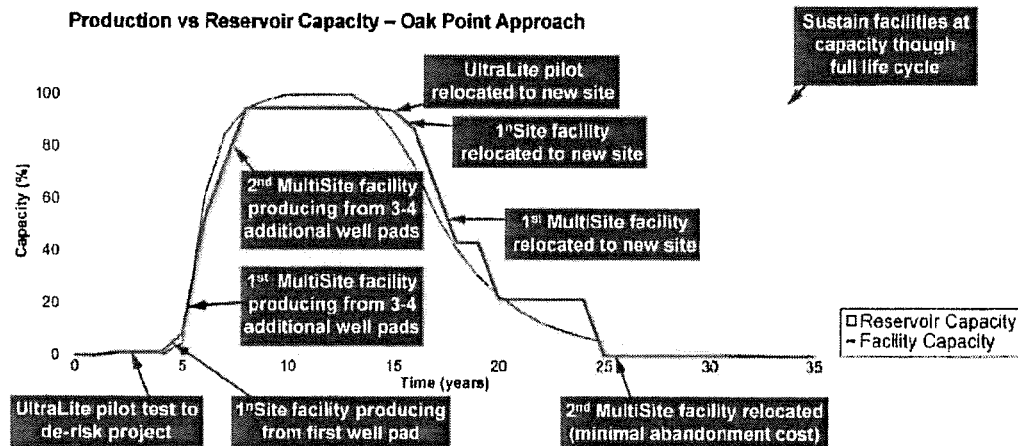 Production vs Reservoir Capacity – Oak Point Approach
Sustain facilities at
capacity though
full life cycle
UltraLite pilot
relocated to new site
1ⁿSite facility
relocated to new site
2nd MultiSite facility
producing from 3-4
additional well pads
1st MultiSite facility
relocated to new site
1st MultiSite facility
producing from 3-4
additional well pads
Capacity (%)
100
80
60
40
20
0
0 5 10 15 20 25 30 35
Time (years)
Reservoir Capacity
Facility Capacity
UltraLite pilot test to
de-risk project
1ⁿSite facility producing
from first well pad
2nd MultiSite facility relocated
(minimal abandonment cost)